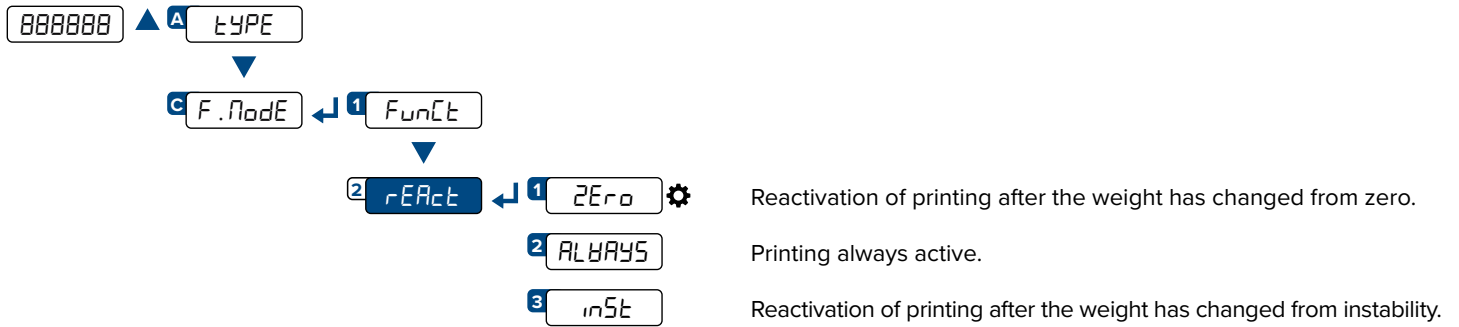 888888 A tYPE
C F.ModE 1 FunCt
2 rEAct 1 ZEro Reactivation of printing after the weight has changed from zero.
2 ALWAYS Printing always active.
3 inSt Reactivation of printing after the weight has changed from instability.